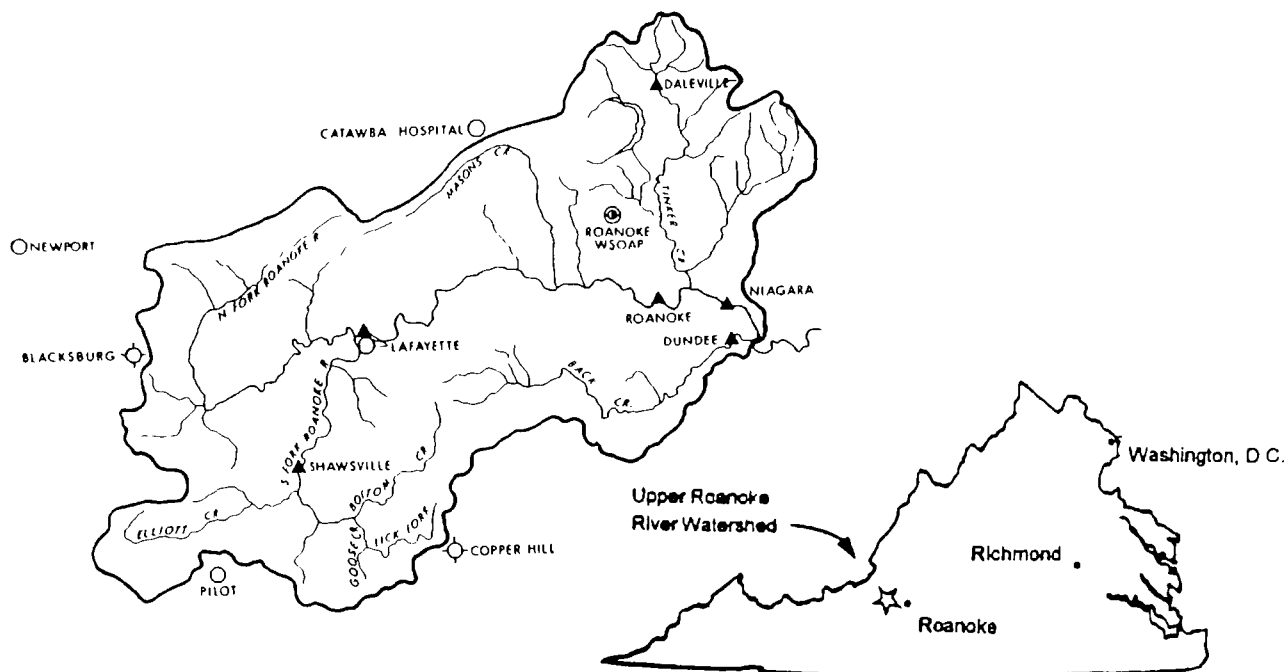 DALEVILLE
CATAWBA HOSPITAL
MASONS CR
TINKER CR
ROANOKE
WSOAP
NEWPORT
N FORK ROANOKE R
NIAGARA
ROANOKE
DUNDEE
LAFAYETTE
BLACKSBURG
BACK
CR.
S FORK ROANOKE R
SHAWSVILLE
BOTTOM CR
ELLIOTT CR
GOOSE CR
LICK FORK
COPPER HILL
PILOT
Washington, D C.
Upper Roanoke
River Watershed
Richmond
Roanoke